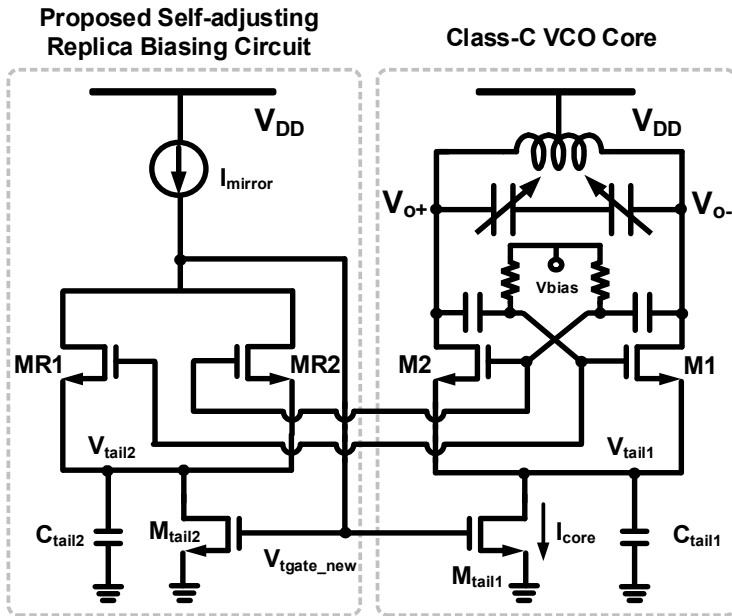 Proposed Self-adjusting
Replica Biasing Circuit
Class-C VCO Core
VDD
Imirror
MR1
MR2
Vtail2
Ctail2
Mtail2
Vtgate_new
VDD
Vo+
Vo-
Vbias
M2
M1
Vtail1
Icore
Mtail1
Ctail1